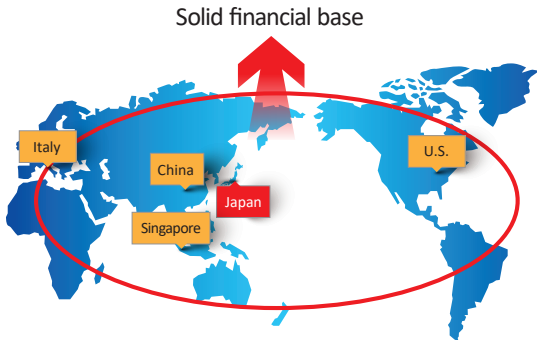 Solid financial base
Italy
China
U.S.
Japan
Singapore